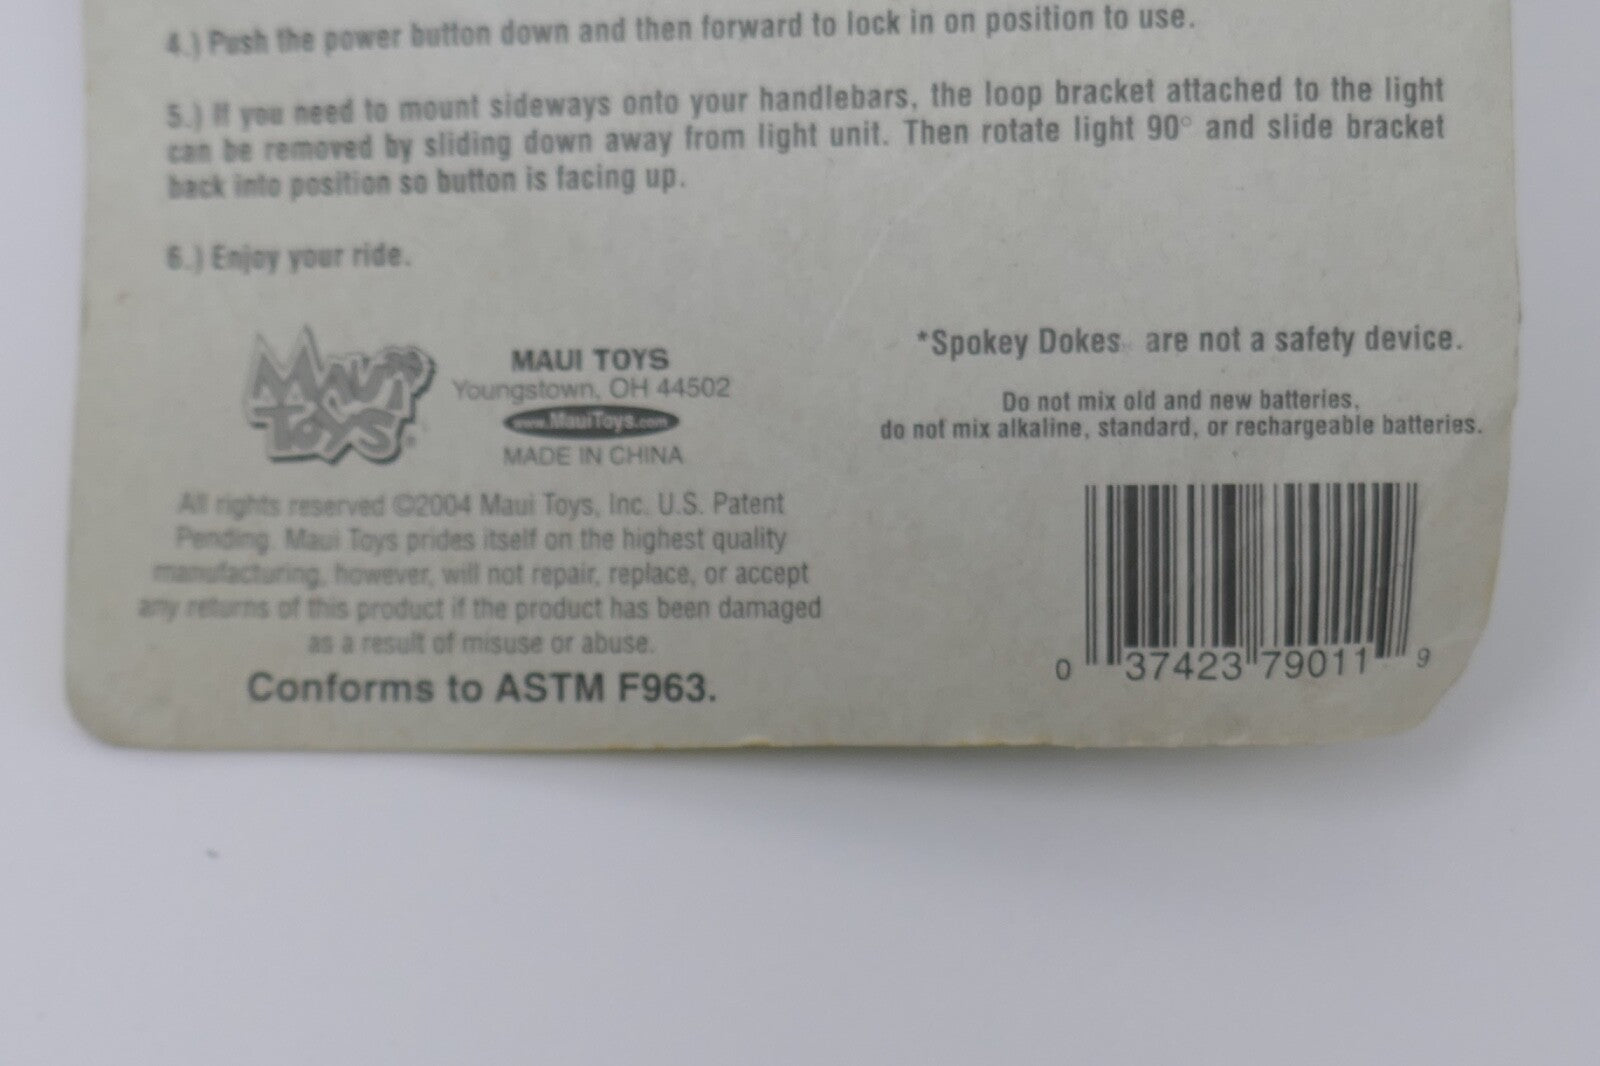 4.) Push the power button down and then forward to lock in on position to use.
5.) If you need to mount sideways onto your handlebars, the loop bracket attached to the light
can be removed by sliding down away from light unit. Then rotate light 90° and slide bracket
back into position so button is facing up.
6.) Enjoy your ride.
MAUI
TOYS
MAUI TOYS
Youngstown, OH 44502
www.MauiToys.com
MADE IN CHINA
All rights reserved ©2004 Maui Toys, Inc. U.S. Patent
Pending. Maui Toys prides itself on the highest quality
manufacturing, however, will not repair, replace, or accept
any returns of this product if the product has been damaged
as a result of misuse or abuse.
Conforms to ASTM F963.
*Spokey Dokes are not a safety device.
Do not mix old and new batteries,
do not mix alkaline, standard, or rechargeable batteries.
0 37423 79011 9